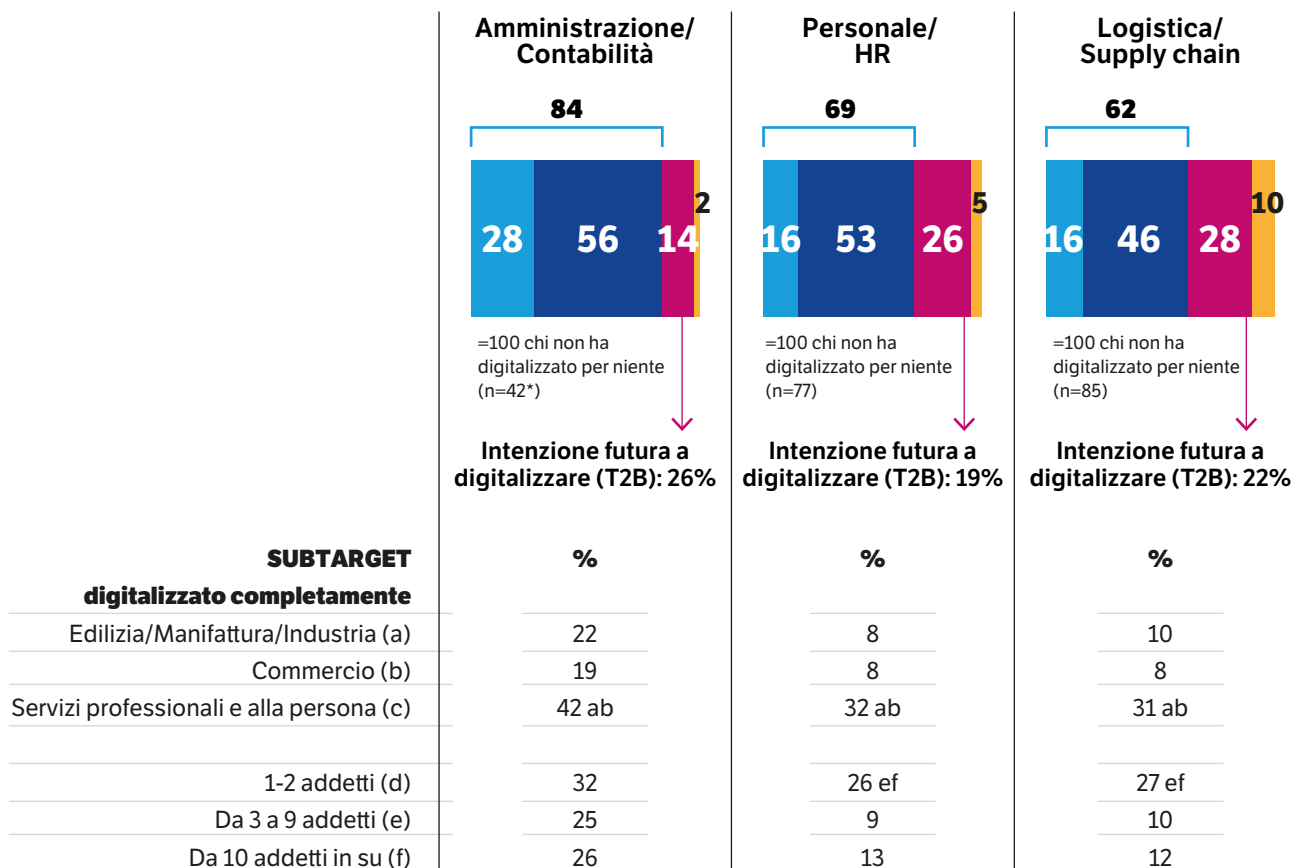 Amministrazione/
Contabilità
84
28 56 14 2
=100 chi non ha
digitalizzato per niente
(n=42*)
Intenzione futura a
digitalizzare (T2B): 26%
Personale/
HR
69
16 53 26 5
=100 chi non ha
digitalizzato per niente
(n=77)
Intenzione futura a
digitalizzare (T2B): 19%
Logistica/
Supply chain
62
16 46 28 10
=100 chi non ha
digitalizzato per niente
(n=85)
Intenzione futura a
digitalizzare (T2B): 22%
SUBTARGET % % %
digitalizzato completamente
Edilizia/Manifattura/Industria (a) 22 8 10
Commercio (b) 19 8 8
Servizi professionali e alla persona (c) 42 ab 32 ab 31 ab
1-2 addetti (d) 32 26 ef 27 ef
Da 3 a 9 addetti (e) 25 9 10
Da 10 addetti in su (f) 26 13 12